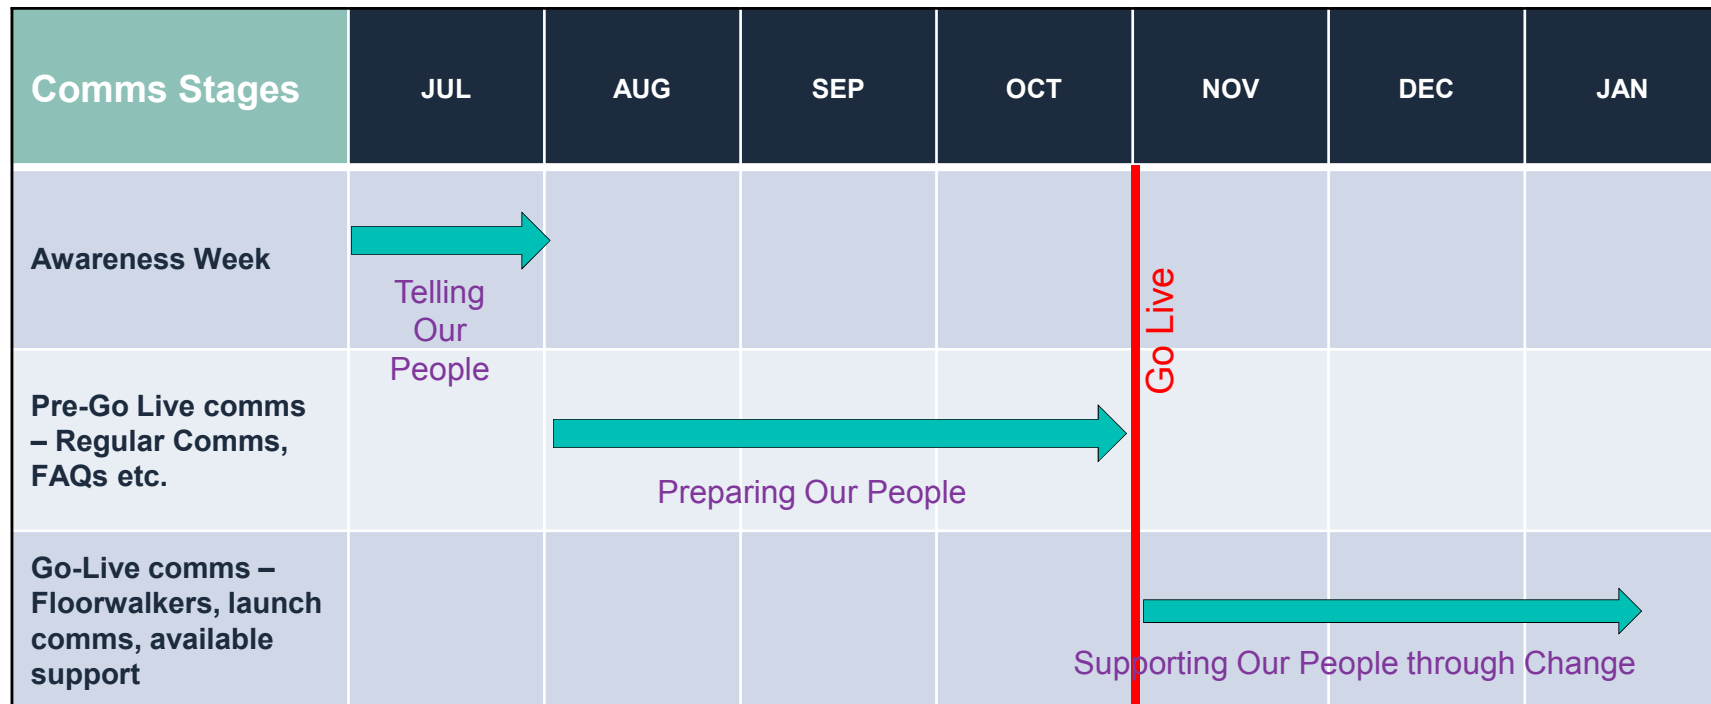 Comms Stages
JUL
AUG
SEP
OCT
NOV
DEC
JAN
Awareness Week
Telling
Our
People
Go Live
Pre-Go Live comms
– Regular Comms,
FAQs etc.
Preparing Our People
Go-Live comms –
Floorwalkers, launch
comms, available
support
Supporting Our People through Change